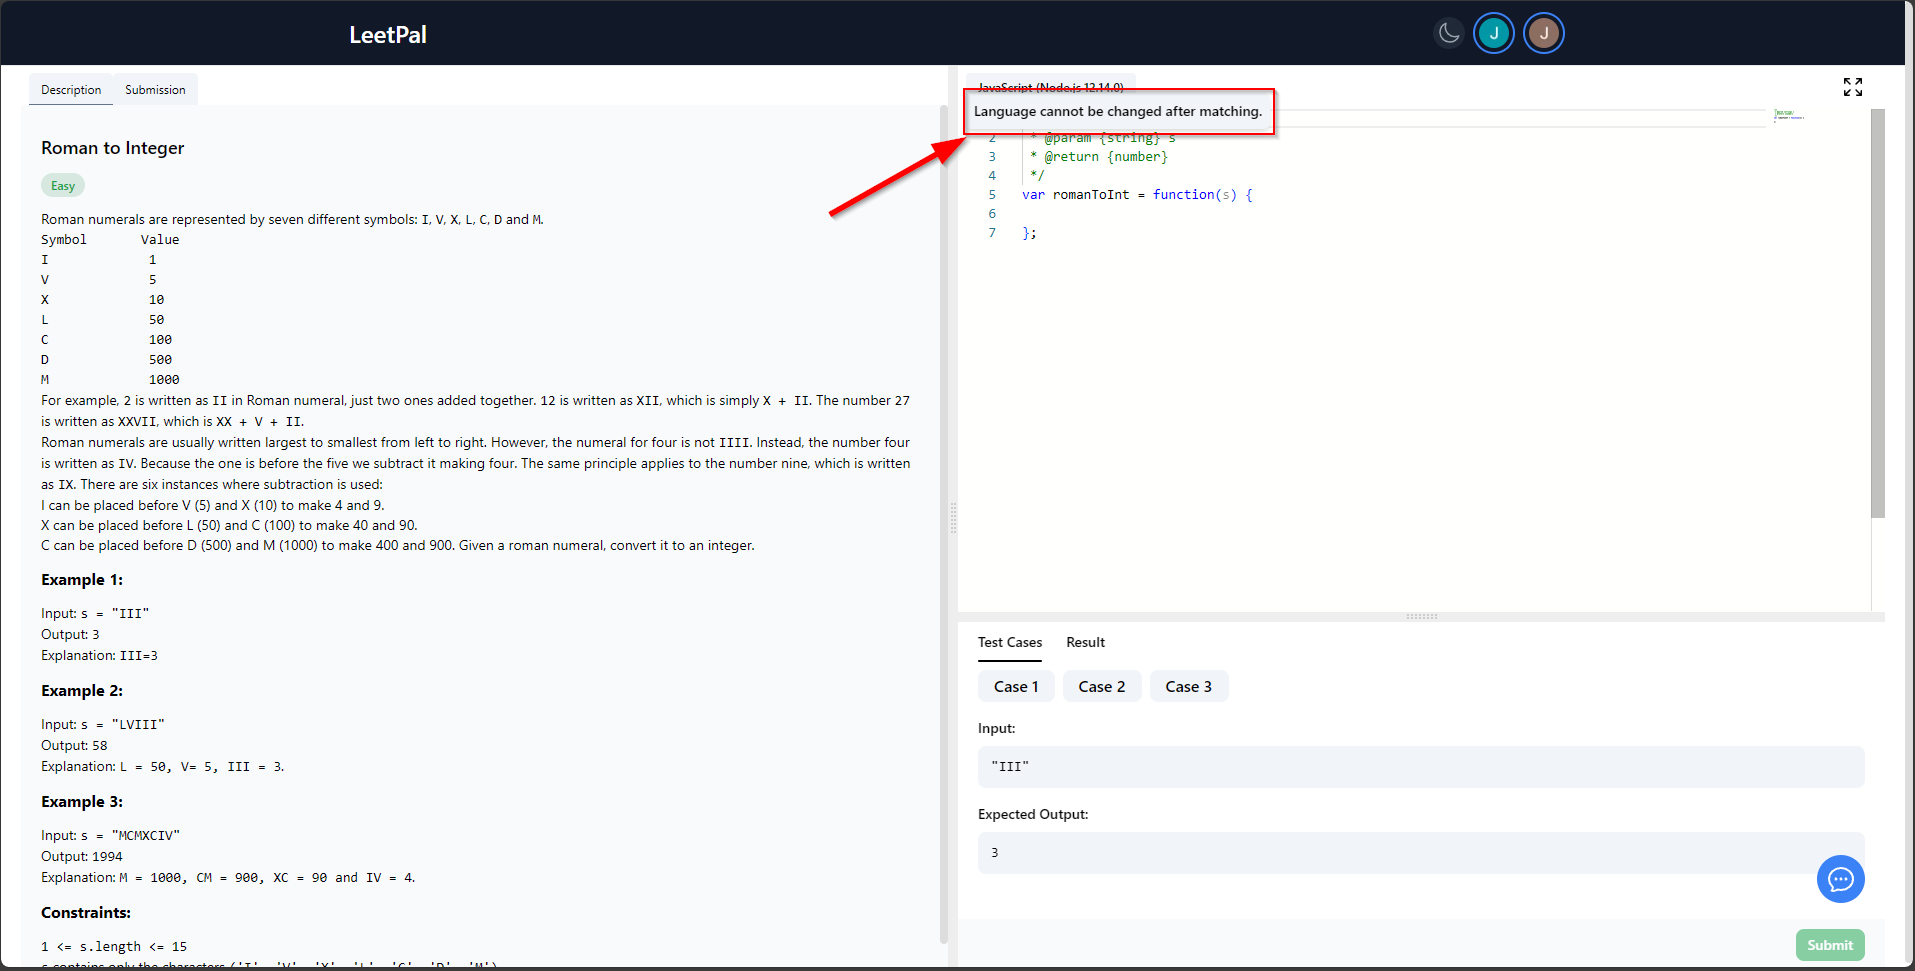 LeetPal
J
J
Description
Submission
Roman to Integer
Easy
Roman numerals are represented by seven different symbols: I, V, X, L, C, D and M.
Symbol Value
I 1
V 5
X 10
L 50
C 100
D 500
M 1000
For example, 2 is written as II in Roman numeral, just two ones added together. 12 is written as XII, which is simply X + II. The number 27
is written as XXVII, which is XX + V + II.
Roman numerals are usually written largest to smallest from left to right. However, the numeral for four is not IIII. Instead, the number four
is written as IV. Because the one is before the five we subtract it making four. The same principle applies to the number nine, which is written
as IX. There are six instances where subtraction is used:
I can be placed before V (5) and X (10) to make 4 and 9.
X can be placed before L (50) and C (100) to make 40 and 90.
C can be placed before D (500) and M (1000) to make 400 and 900. Given a roman numeral, convert it to an integer.
Example 1:
Input: s = "III"
Output: 3
Explanation: III=3
Example 2:
Input: s = "LVIII"
Output: 58
Explanation: L = 50, V= 5, III = 3.
Example 3:
Input: s = "MCMXCIV"
Output: 1994
Explanation: M = 1000, CM = 900, XC = 90 and IV = 4.
Constraints:
1 <= s.length <= 15
s contains only the characters ('I', 'V', 'X', 'L', 'C', 'D', 'M')
JavaScript (Node.js 12.14.0)
Language cannot be changed after matching.
2 * @param {string} s
3 * @return {number}
4 */
5 var romanToInt = function(s) {
6
7 };
Test Cases
Result
Case 1
Case 2
Case 3
Input:
"III"
Expected Output:
3
Submit